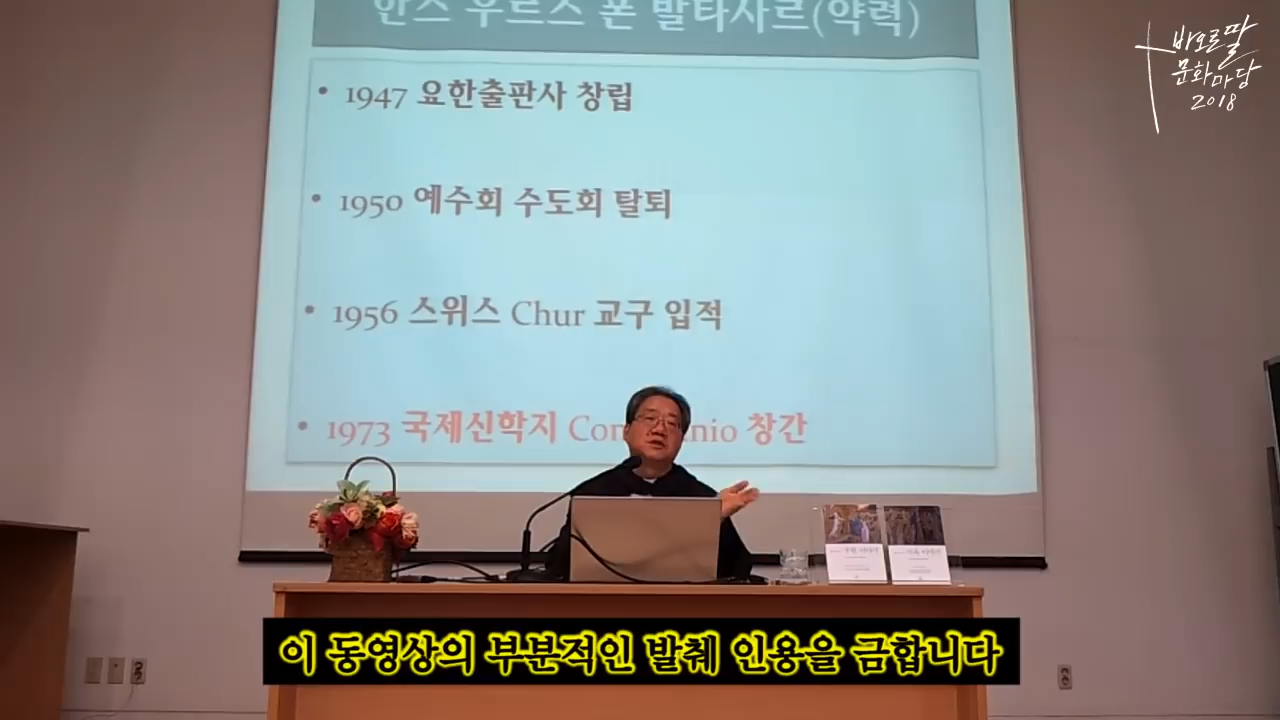 한스 우르스 폰 발타사르(약력)
• 1947 요한출판사 창립
• 1950 예수회 수도회 탈퇴
• 1956 스위스 Chur 교구 입적
• 1973 국제신학지 Com nio 창간
바오로딸
문화마당
2018
이 동영상의 부분적인 발췌 인용을 금합니다